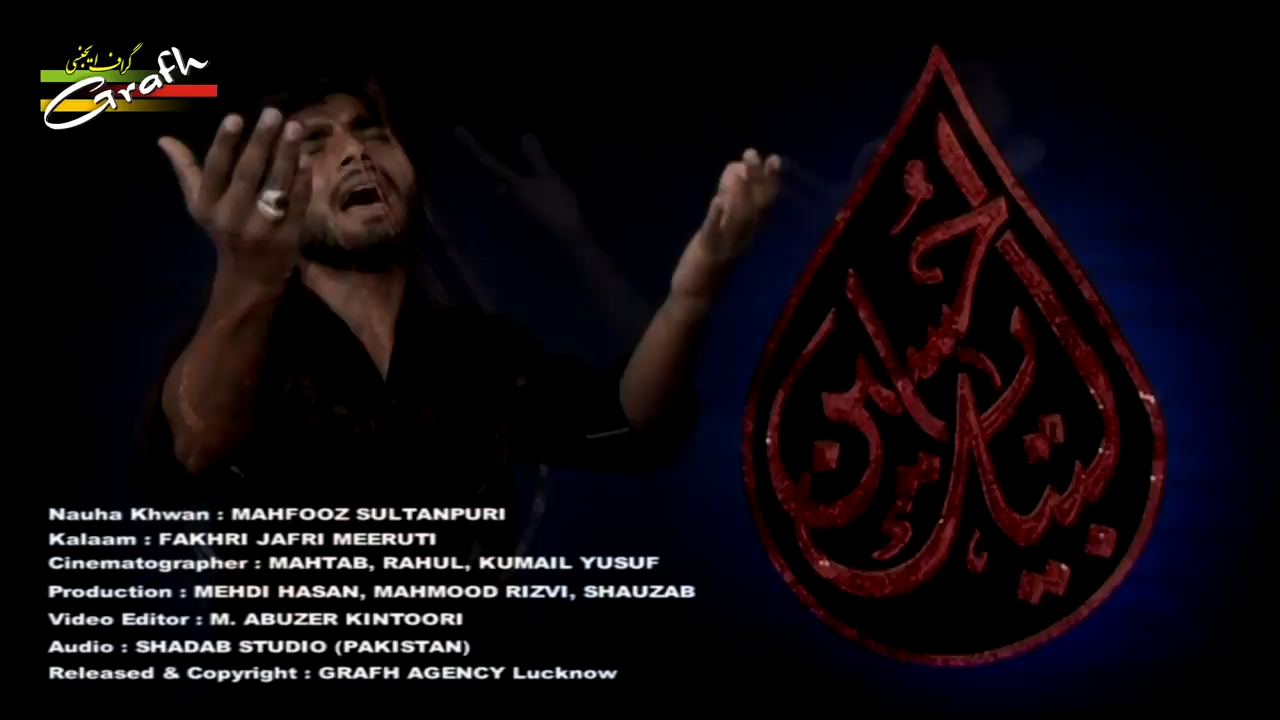 گراف ایجنسی
Grafh
لبیک یا حسین
Nauha Khwan : MAHFOOZ SULTANPURI
Kalaam : FAKHRI JAFRI MEERUTI
Cinematographer : MAHTAB, RAHUL, KUMAIL YUSUF
Production : MEHDI HASAN, MAHMOOD RIZVI, SHAUZAB
Video Editor : M. ABUZER KINTOORI
Audio : SHADAB STUDIO (PAKISTAN)
Released & Copyright : GRAFH AGENCY Lucknow